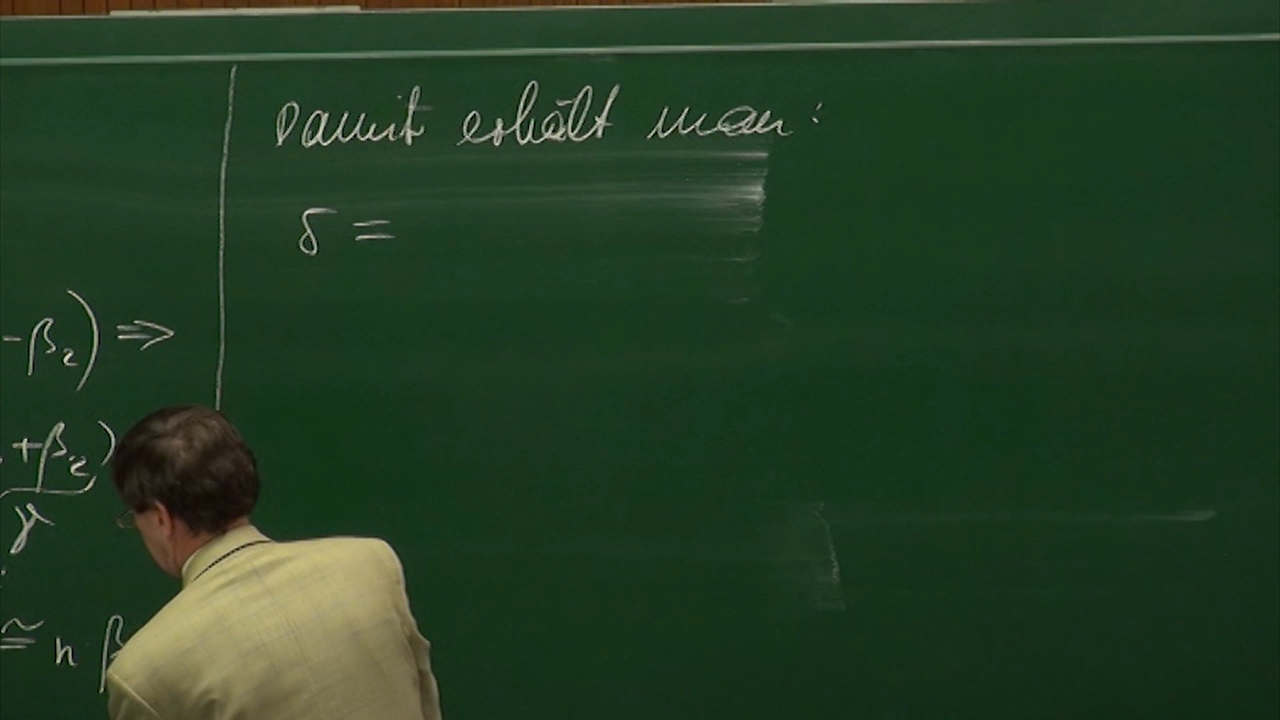 -β₂) ⇒
+β₂)
γ
≅ n β
Damit erhält man:
δ =